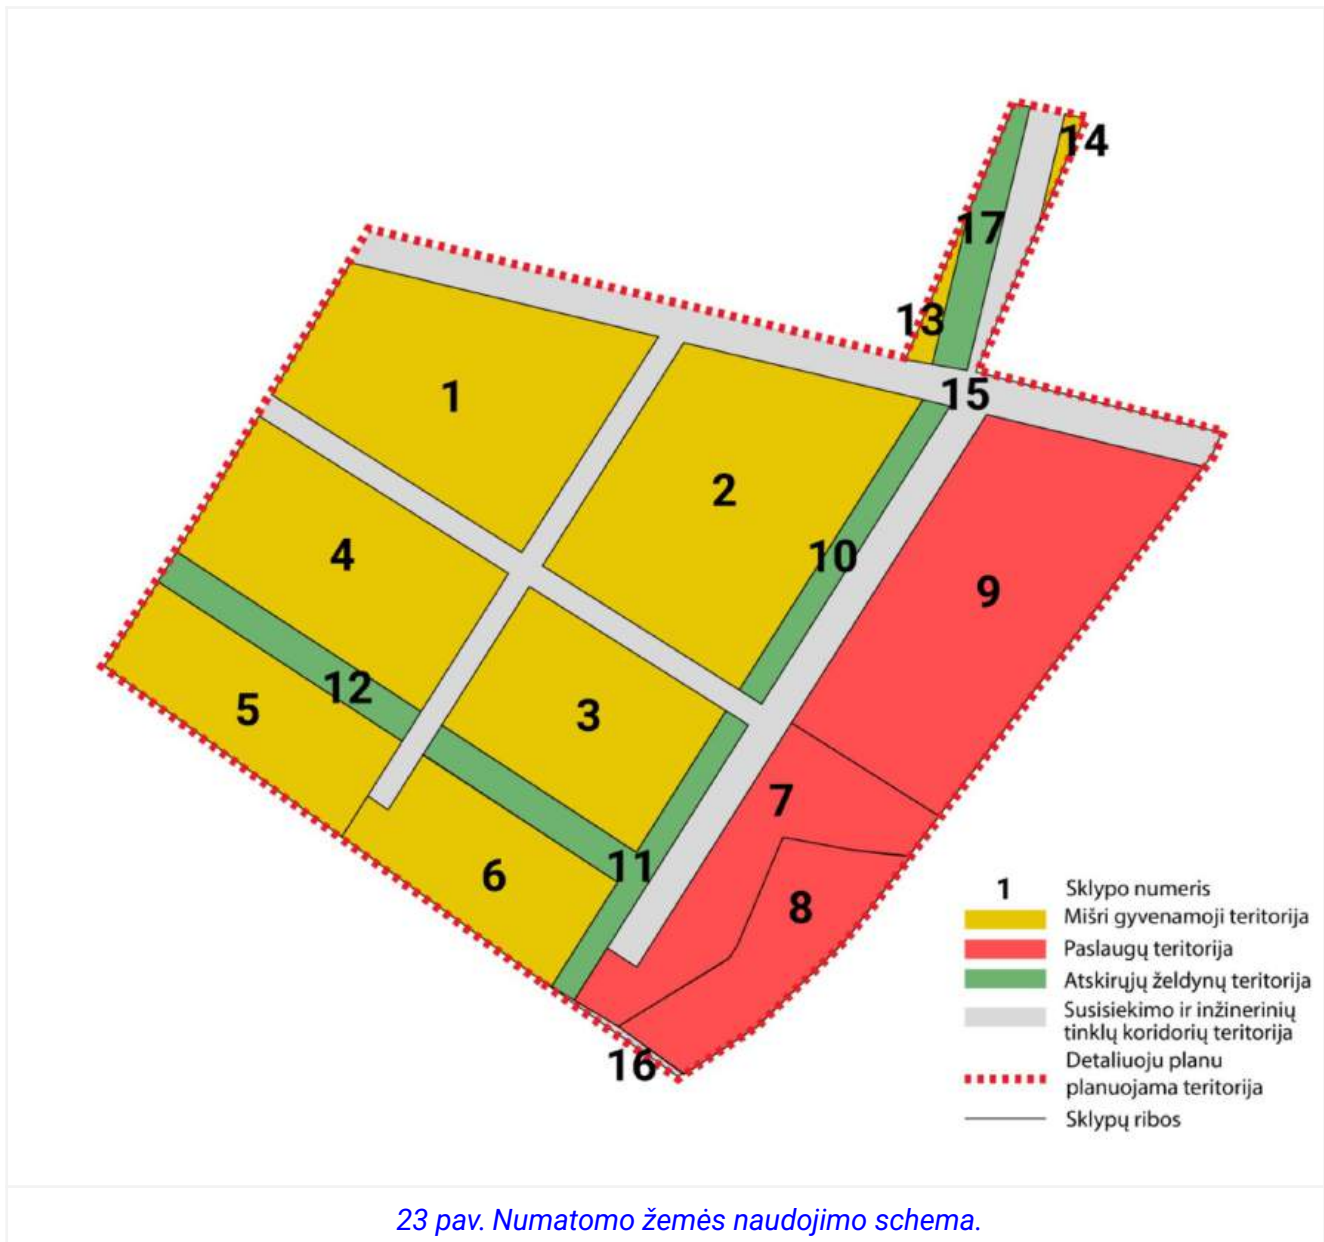 14
17
13
15
1
2
10
4
9
12
5
3
7
11
6
8
16
1 Sklypo numeris
Mišri gyvenamoji teritorija
Paslaugų teritorija
Atskirųjų želdynų teritorija
Susisiekimo ir inžinerinių
tinklų koridorių teritorija
Detaliuoju planu
planuojama teritorija
Sklypų ribos
23 pav. Numatomo žemės naudojimo schema.